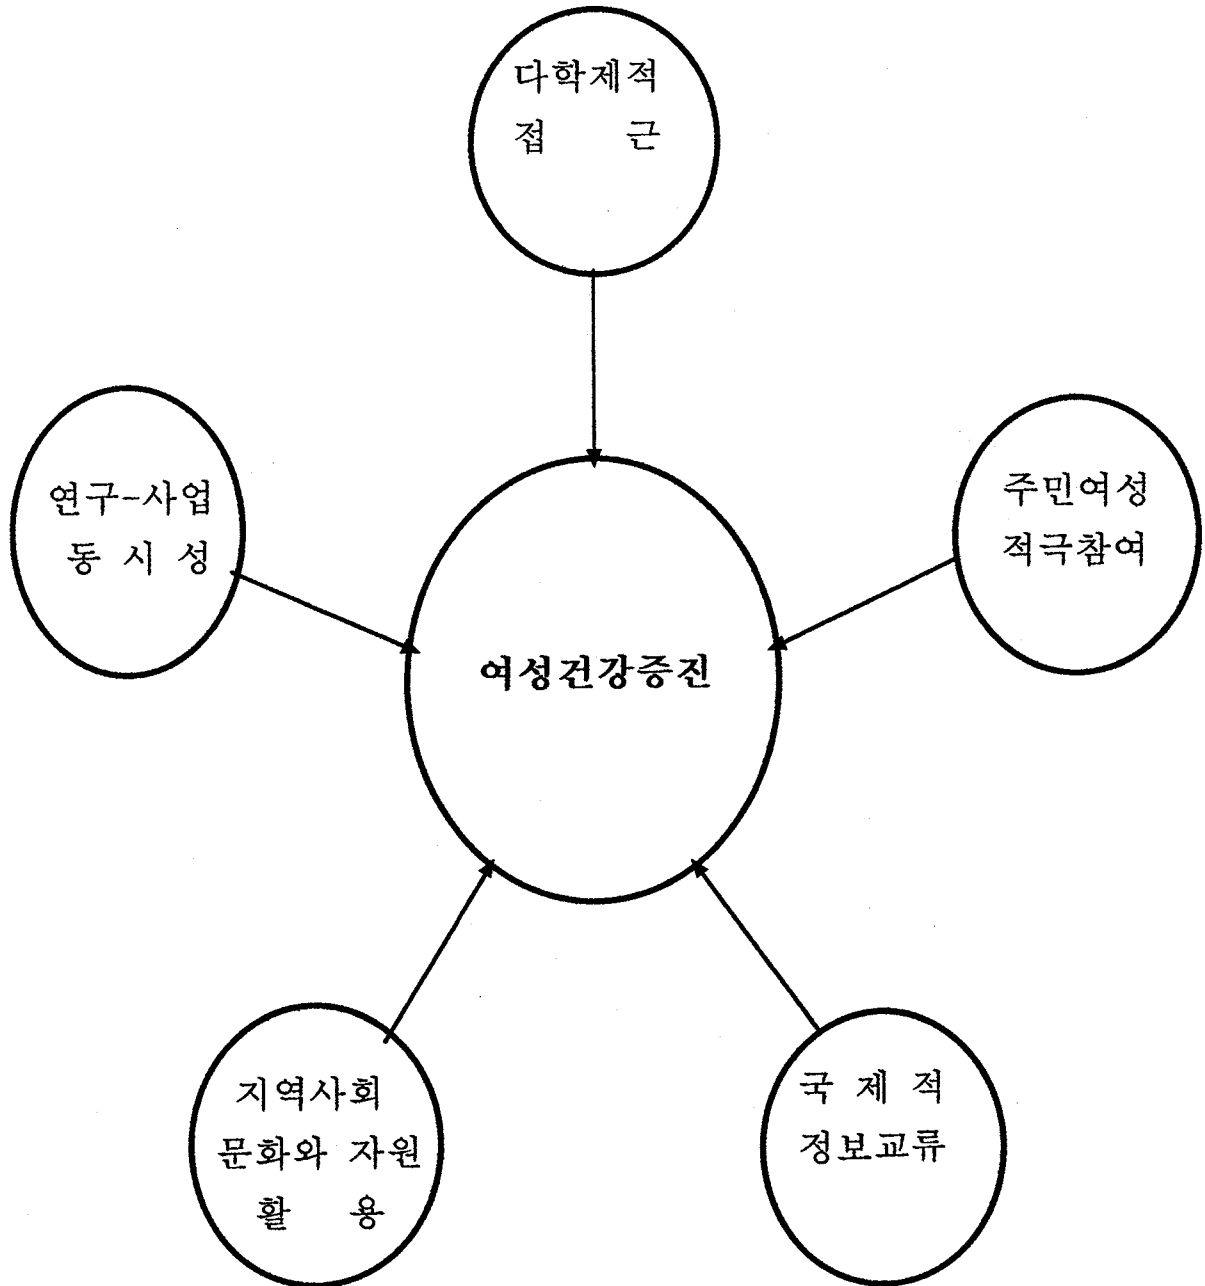 다학제적
접 근
연구-사업
동 시 성
주민여성
적극참여
여성건강증진
지역사회
문화와 자원
활 용
국 제 적
정보교류